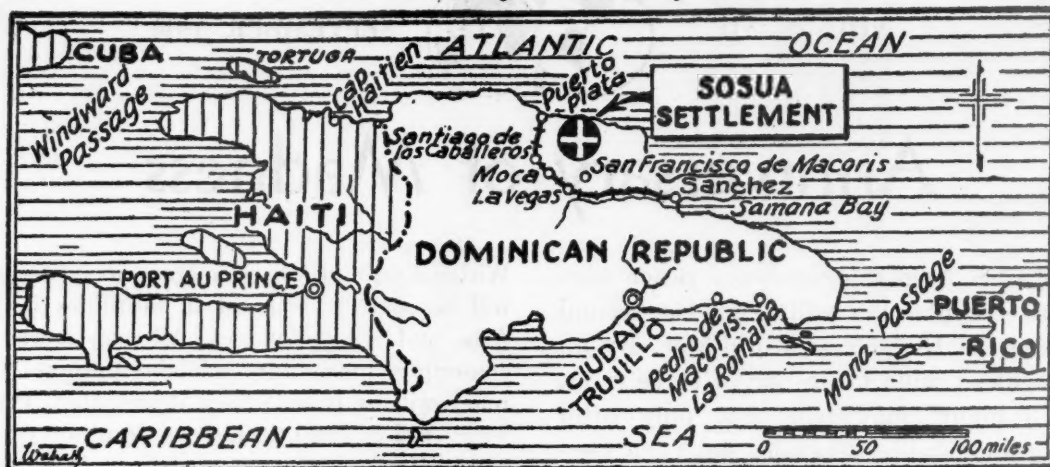 CUBA
TORTUGA
ATLANTIC OCEAN
Windward
Passage
Cap
Haitien
Puerto
Plata
SOSUA
SETTLEMENT
Santiago de
los Caballeros
San Francisco de Macoris
Moca
La Vega
Sanchez
Samana Bay
HAITI
DOMINICAN REPUBLIC
PORT AU PRINCE
CIUDAD
TRUJILLO
Pedro de
Macoris
La Romana
Mona Passage
PUERTO
RICO
CARIBBEAN SEA
0 50 100 miles